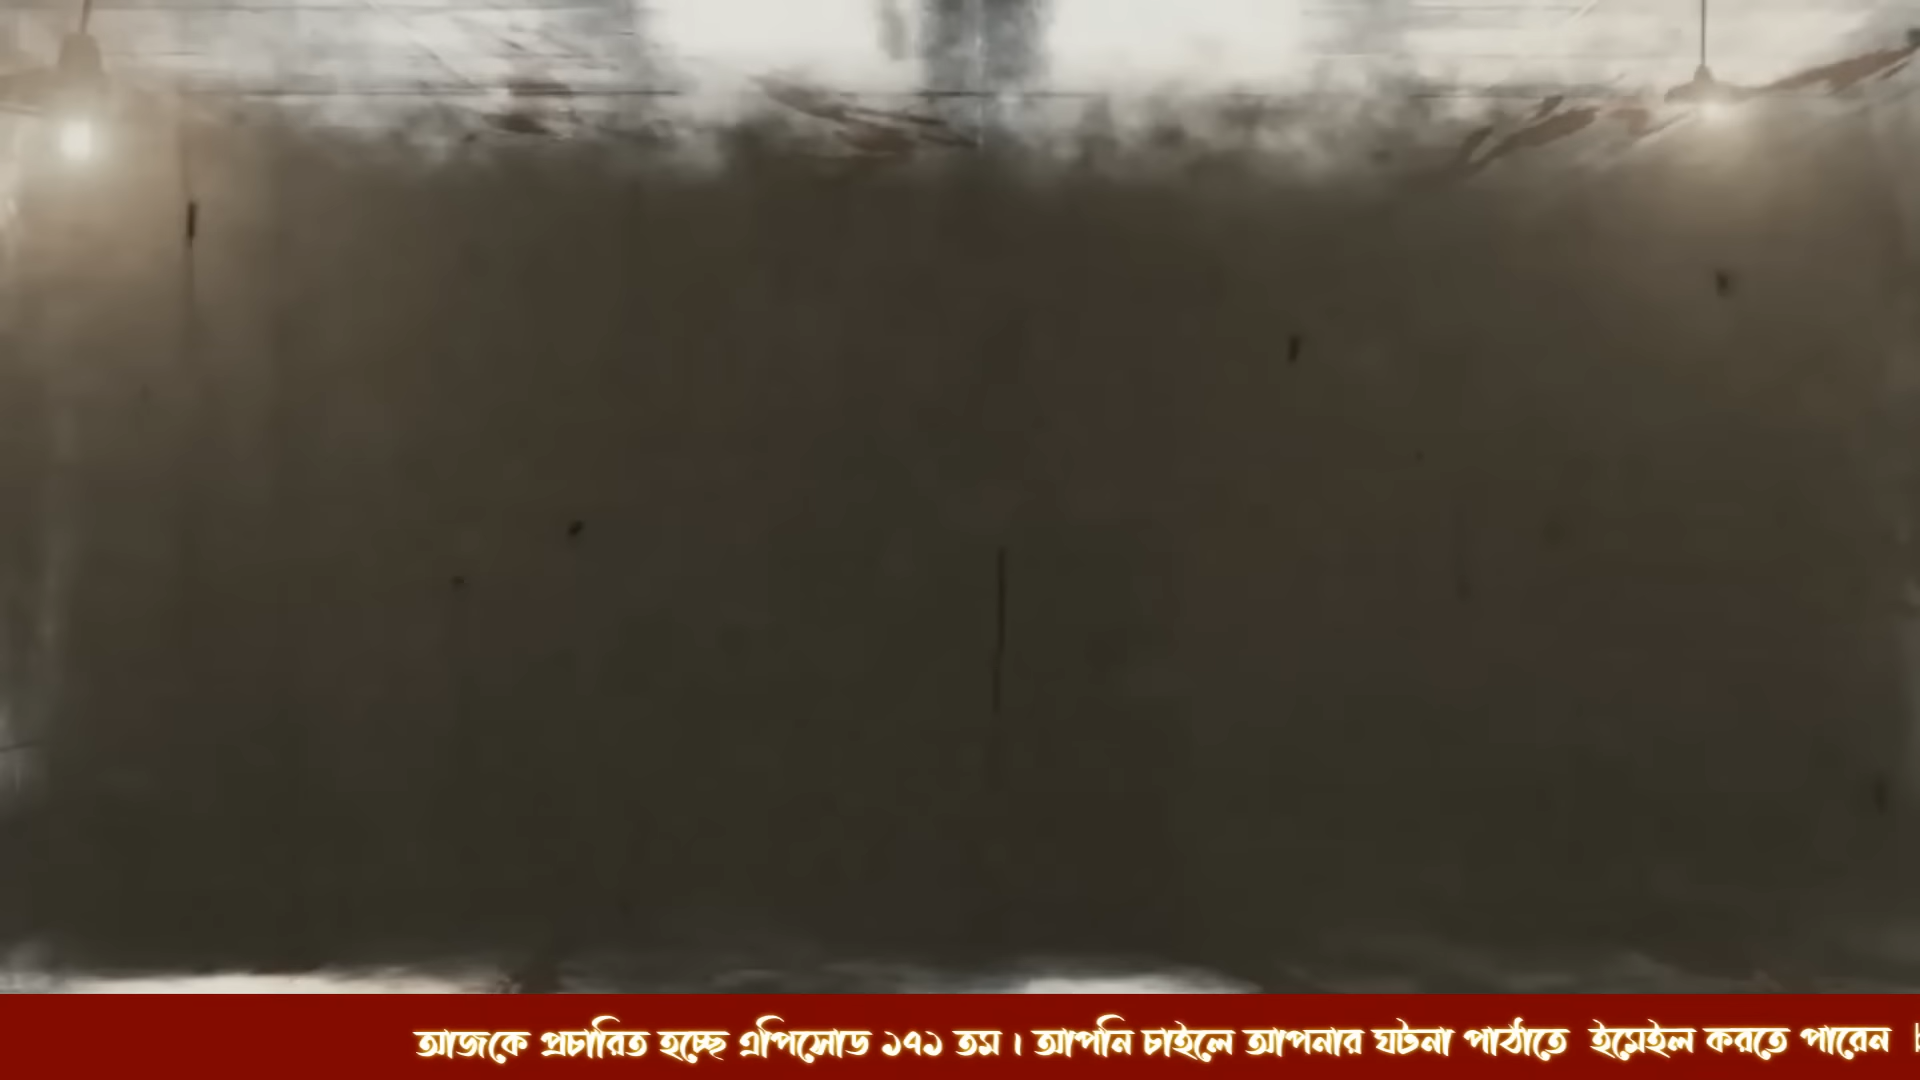 আজকে প্রচারিত হচ্ছে এপিসোড ১৭১ তম। আপনি চাইলে আপনার ঘটনা পাঠাতে ইমেইল করতে পারেন